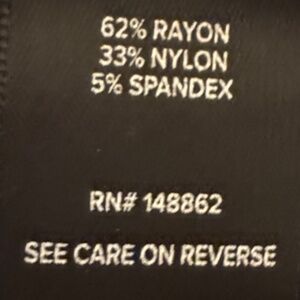 62% RAYON
33% NYLON
5% SPANDEX
RN# 148862
SEE CARE ON REVERSE